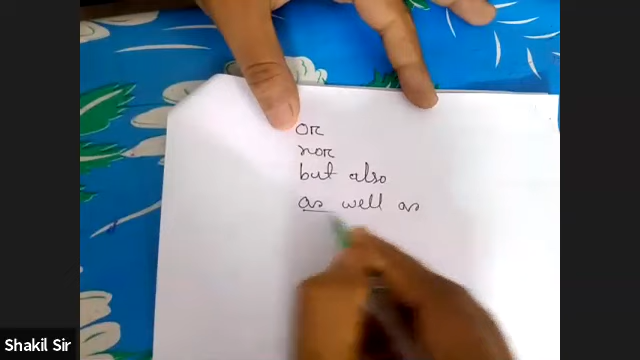 or
nor
but also
as well as
Shakil Sir